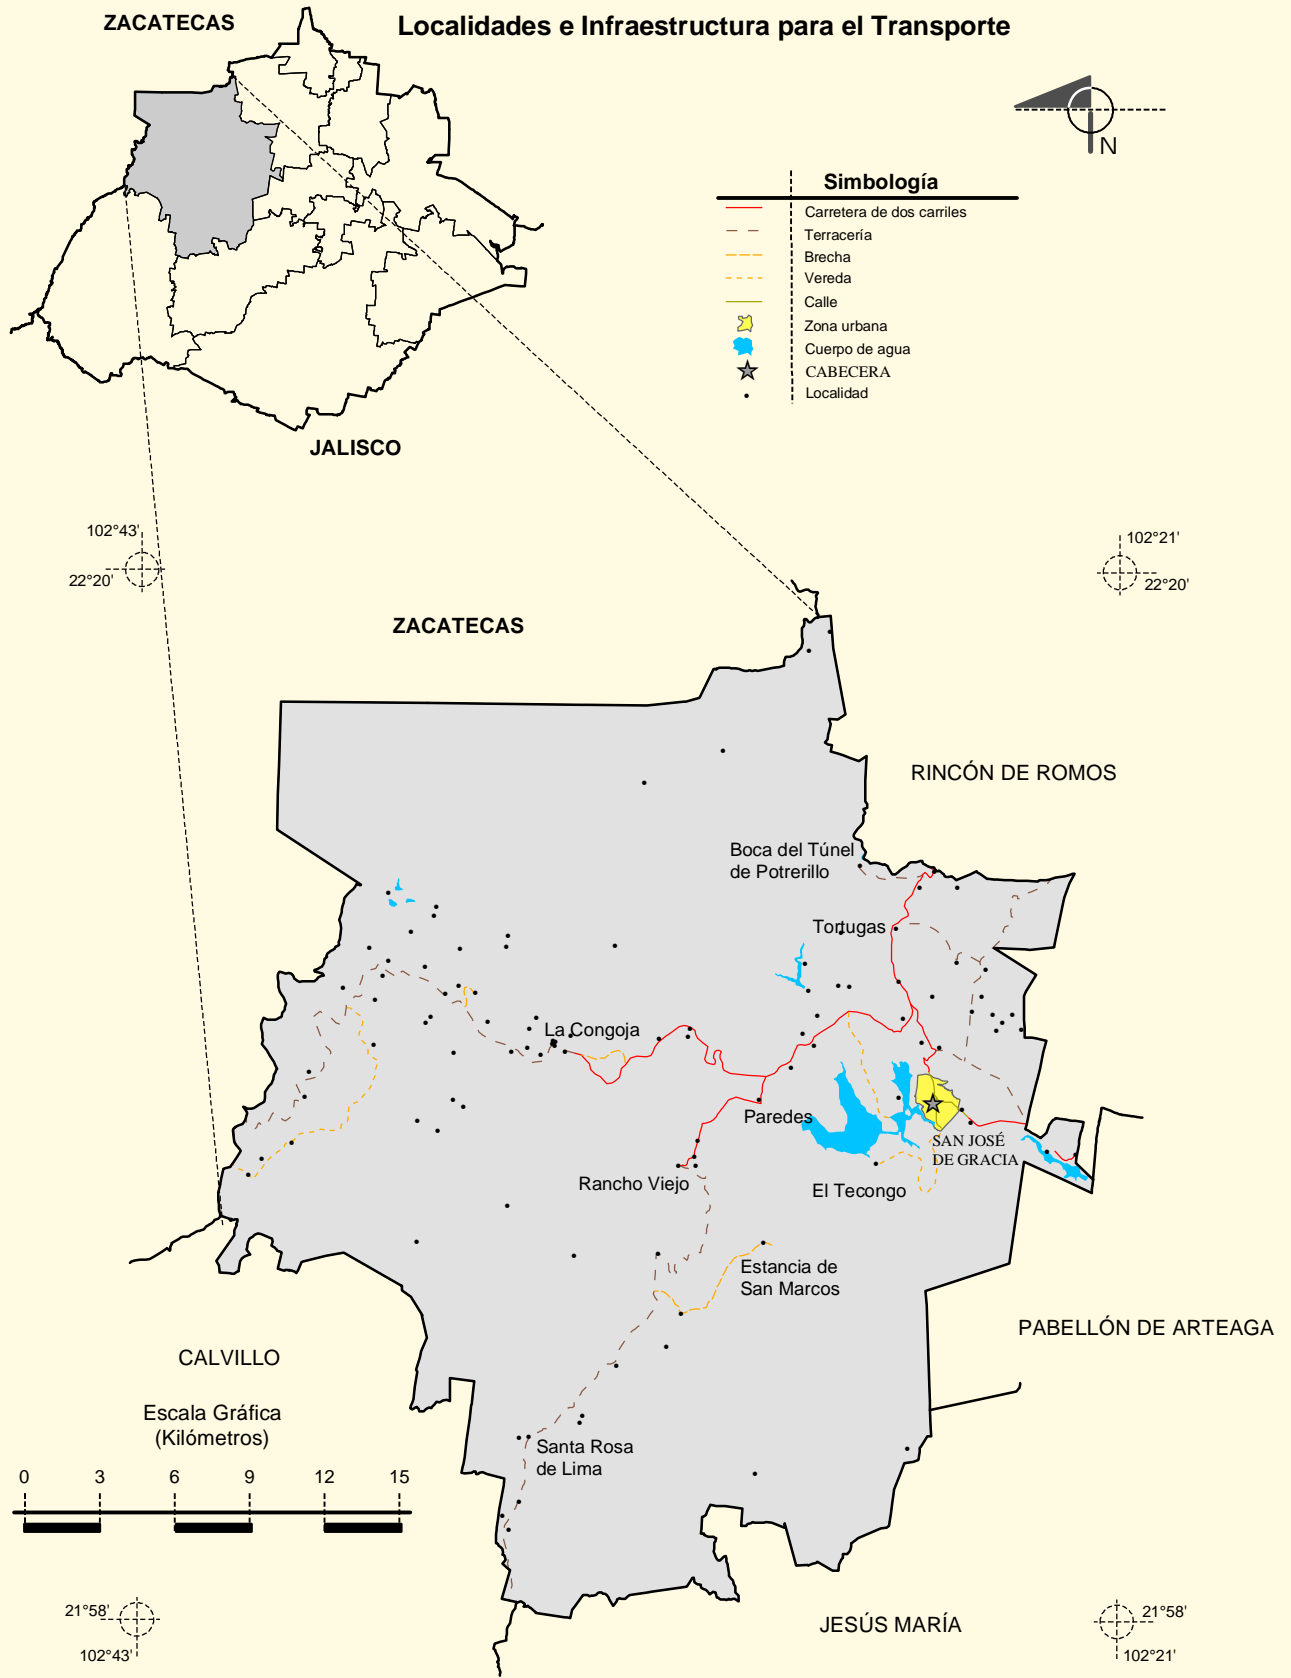 ZACATECAS
Localidades e Infraestructura para el Transporte
N
Simbología
Carretera de dos carriles
Terracería
Brecha
Vereda
Calle
Zona urbana
Cuerpo de agua
CABECERA
Localidad
JALISCO
102°43'
22°20'
102°21'
22°20'
ZACATECAS
RINCÓN DE ROMOS
Boca del Túnel
de Potrerillo
Tortugas
La Congoja
Paredes
SAN JOSÉ
DE GRACIA
Rancho Viejo
El Tecongo
Estancia de
San Marcos
PABELLÓN DE ARTEAGA
CALVILLO
Escala Gráfica
(Kilómetros)
0 3 6 9 12 15
Santa Rosa
de Lima
21°58'
102°43'
JESÚS MARÍA
21°58'
102°21'